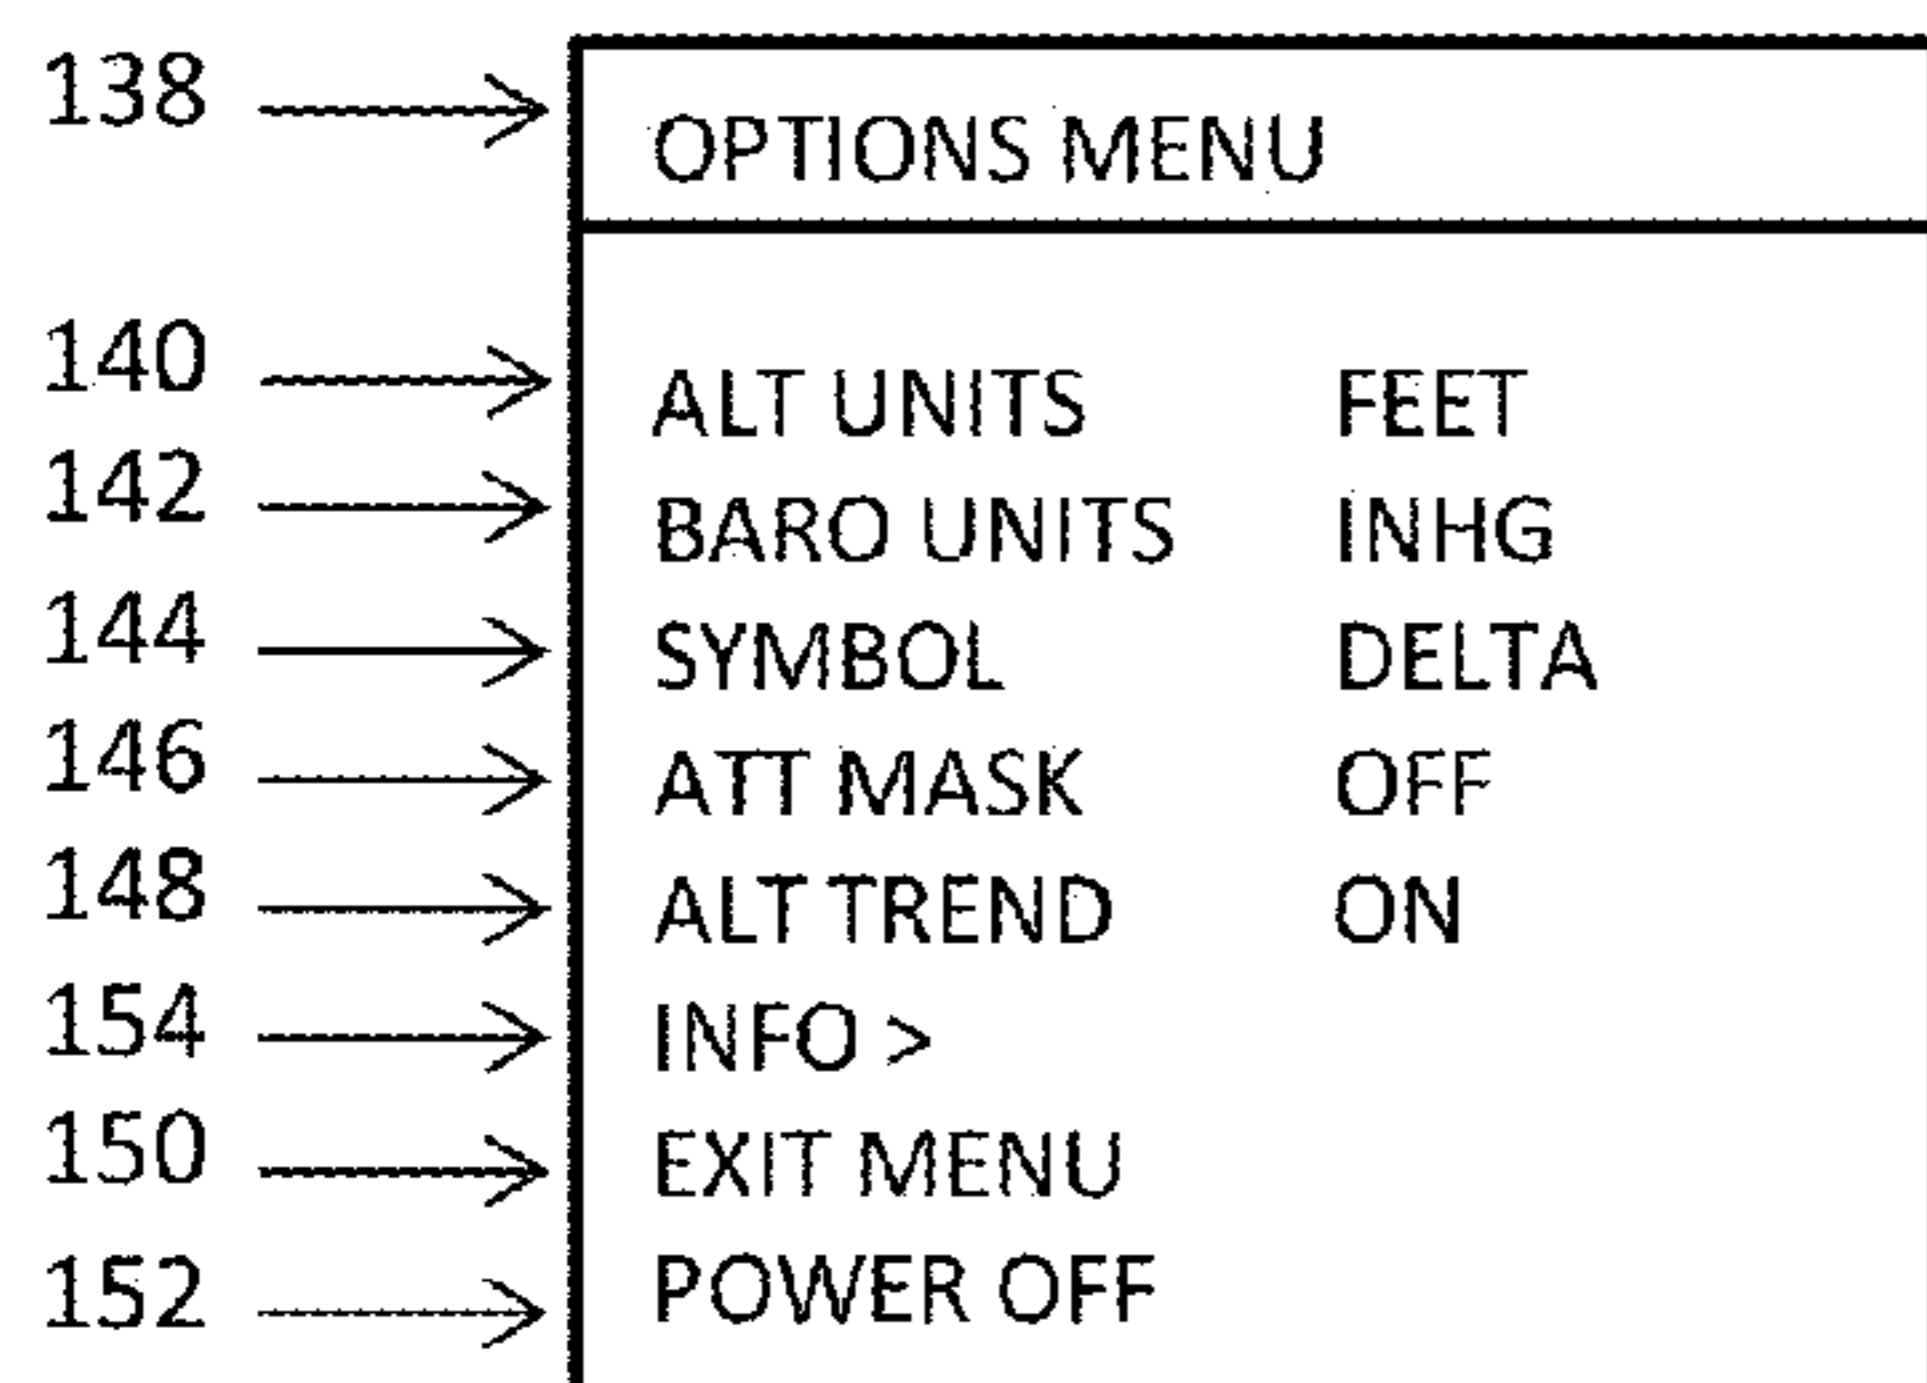 138 OPTIONS MENU
140 ALT UNITS FEET
142 BARO UNITS INHG
144 SYMBOL DELTA
146 ATT MASK OFF
148 ALT TREND ON
154 INFO >
150 EXIT MENU
152 POWER OFF